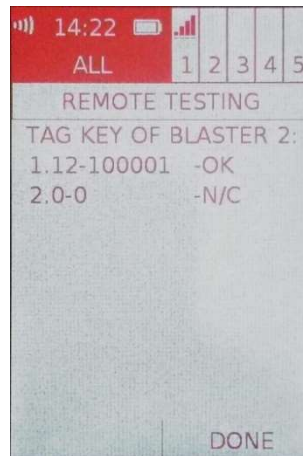 14:22
ALL 1 2 3 4 5
REMOTE TESTING
TAG KEY OF BLASTER 2:
1.12-100001 -OK
2.0-0 -N/C
DONE